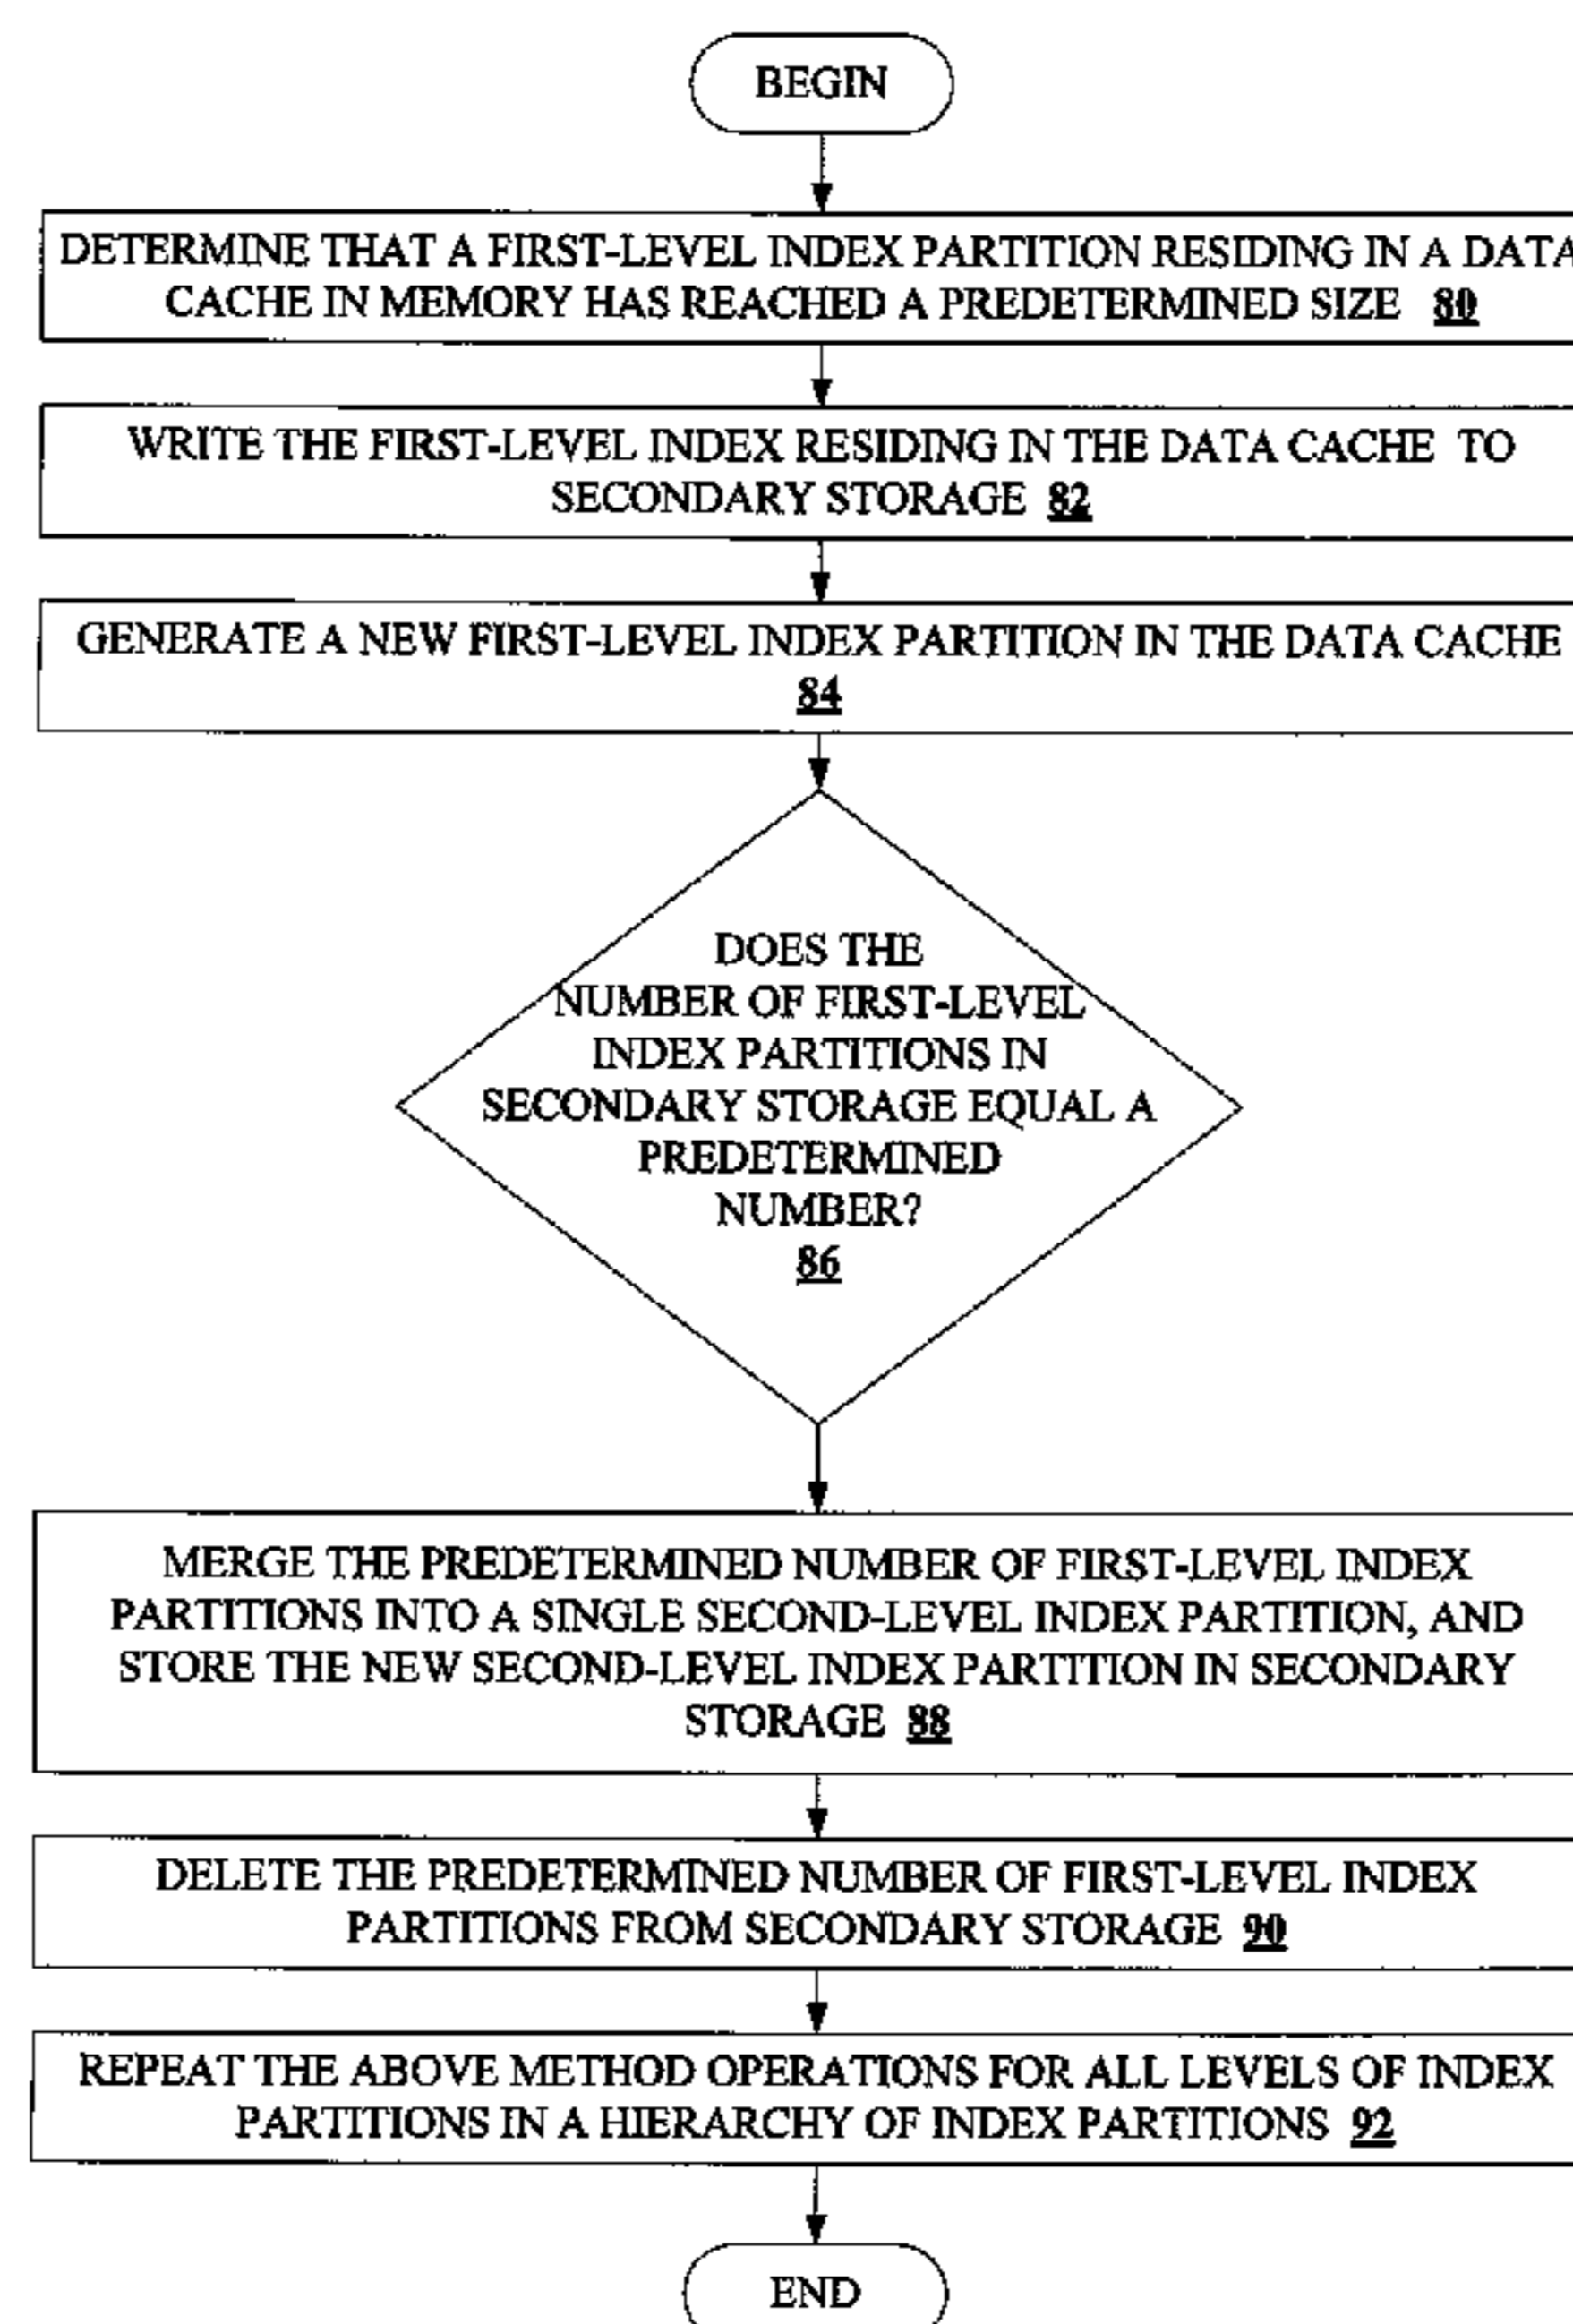 BEGIN
DETERMINE THAT A FIRST-LEVEL INDEX PARTITION RESIDING IN A DATA
CACHE IN MEMORY HAS REACHED A PREDETERMINED SIZE 80
WRITE THE FIRST-LEVEL INDEX RESIDING IN THE DATA CACHE TO
SECONDARY STORAGE 82
GENERATE A NEW FIRST-LEVEL INDEX PARTITION IN THE DATA CACHE
84
DOES THE
NUMBER OF FIRST-LEVEL
INDEX PARTITIONS IN
SECONDARY STORAGE EQUAL A
PREDETERMINED
NUMBER?
86
MERGE THE PREDETERMINED NUMBER OF FIRST-LEVEL INDEX
PARTITIONS INTO A SINGLE SECOND-LEVEL INDEX PARTITION, AND
STORE THE NEW SECOND-LEVEL INDEX PARTITION IN SECONDARY
STORAGE 88
DELETE THE PREDETERMINED NUMBER OF FIRST-LEVEL INDEX
PARTITIONS FROM SECONDARY STORAGE 90
REPEAT THE ABOVE METHOD OPERATIONS FOR ALL LEVELS OF INDEX
PARTITIONS IN A HIERARCHY OF INDEX PARTITIONS 92
END